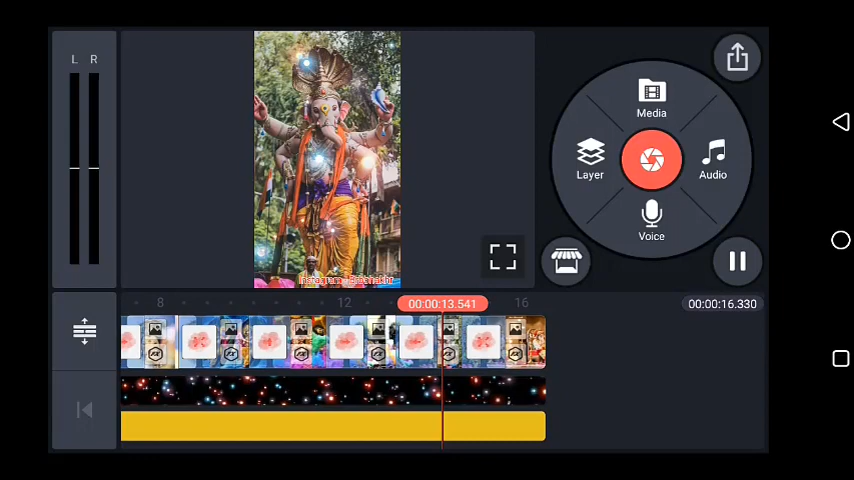 L R
Media
Layer
Audio
Voice
8
12
00:00:13.541
16
00:00:16.330